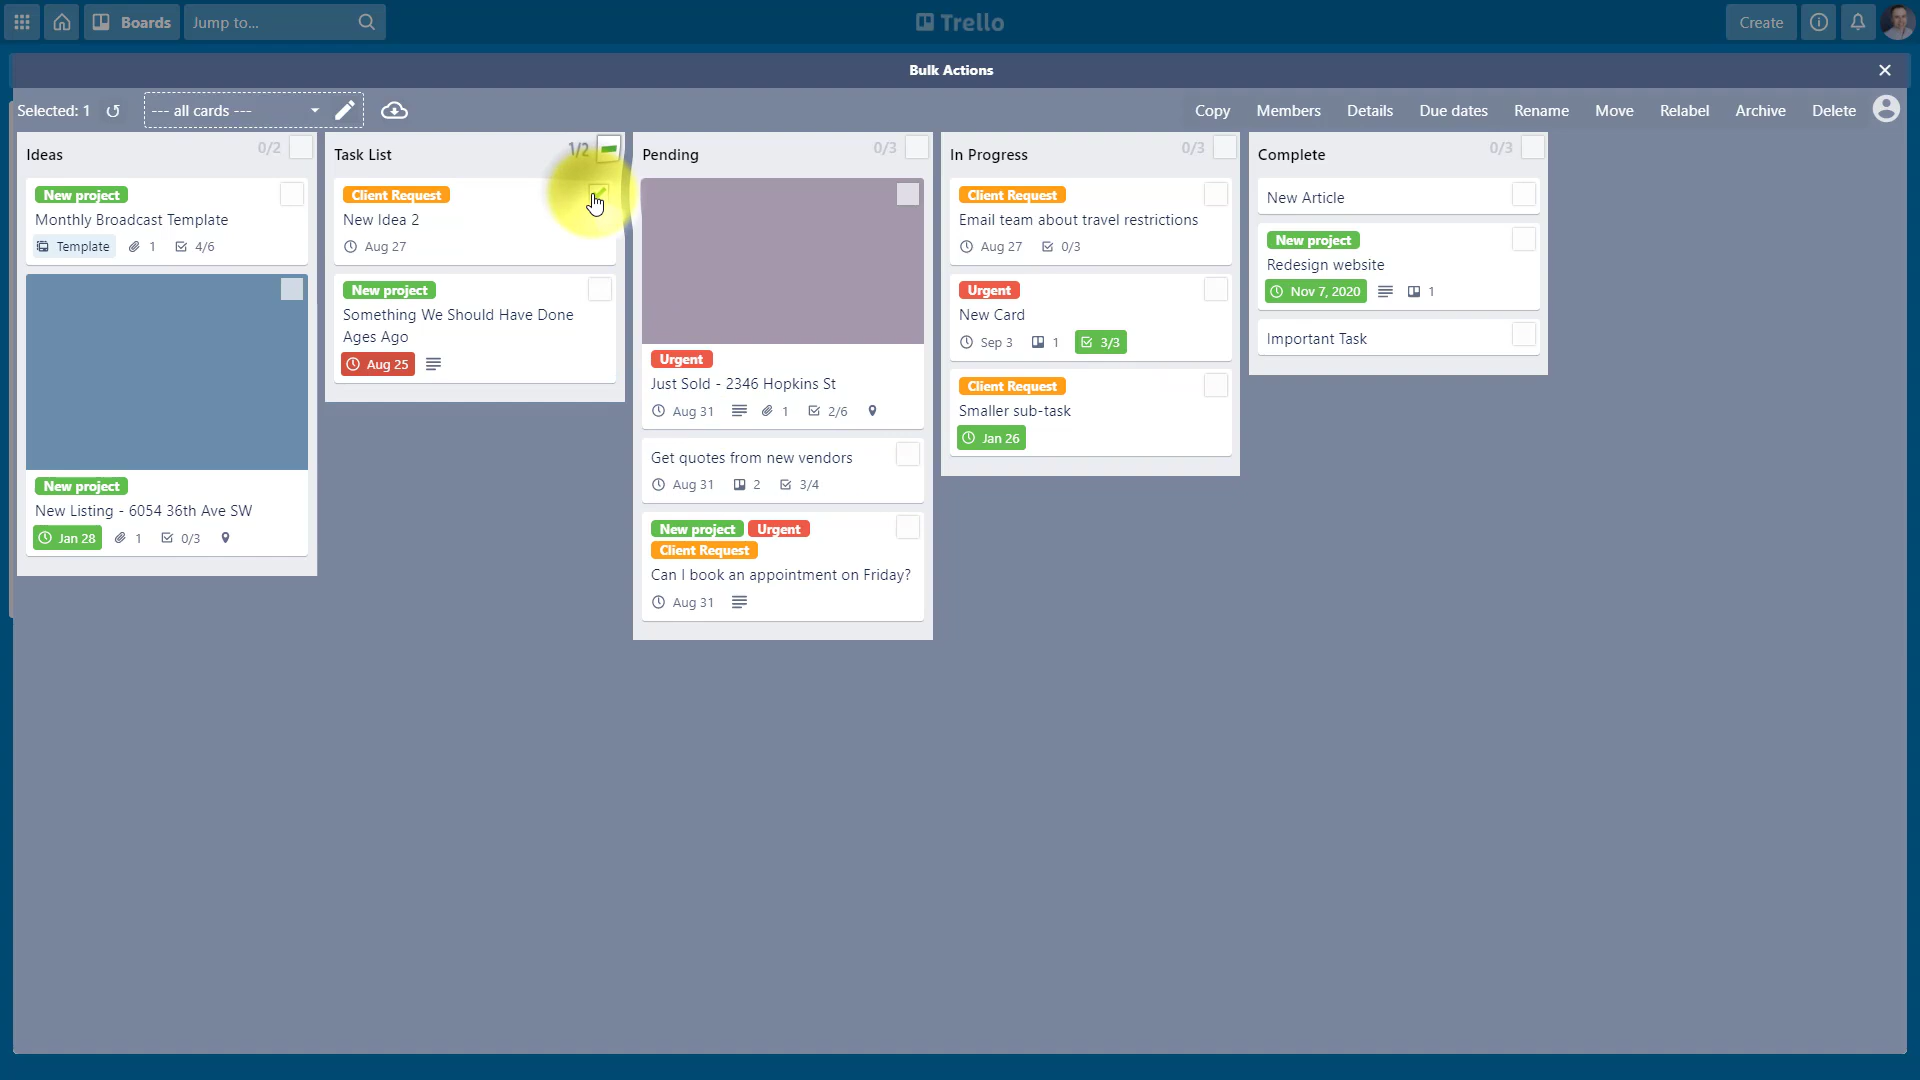 Boards
Jump to...
Trello
Create
Bulk Actions
Selected: 1
--- all cards ---
Copy
Members
Details
Due dates
Rename
Move
Relabel
Archive
Delete
Ideas
0/2
New project
Monthly Broadcast Template
Template
1
4/6
New project
New Listing - 6054 36th Ave SW
Jan 28
1
0/3
Task List
1/2
Client Request
New Idea 2
Aug 27
New project
Something We Should Have Done
Ages Ago
Aug 25
Pending
0/3
Urgent
Just Sold - 2346 Hopkins St
Aug 31
1
2/6
Get quotes from new vendors
Aug 31
2
3/4
New project
Urgent
Client Request
Can I book an appointment on Friday?
Aug 31
In Progress
0/3
Client Request
Email team about travel restrictions
Aug 27
0/3
Urgent
New Card
Sep 3
1
3/3
Client Request
Smaller sub-task
Jan 26
Complete
0/3
New Article
New project
Redesign website
Nov 7, 2020
1
Important Task